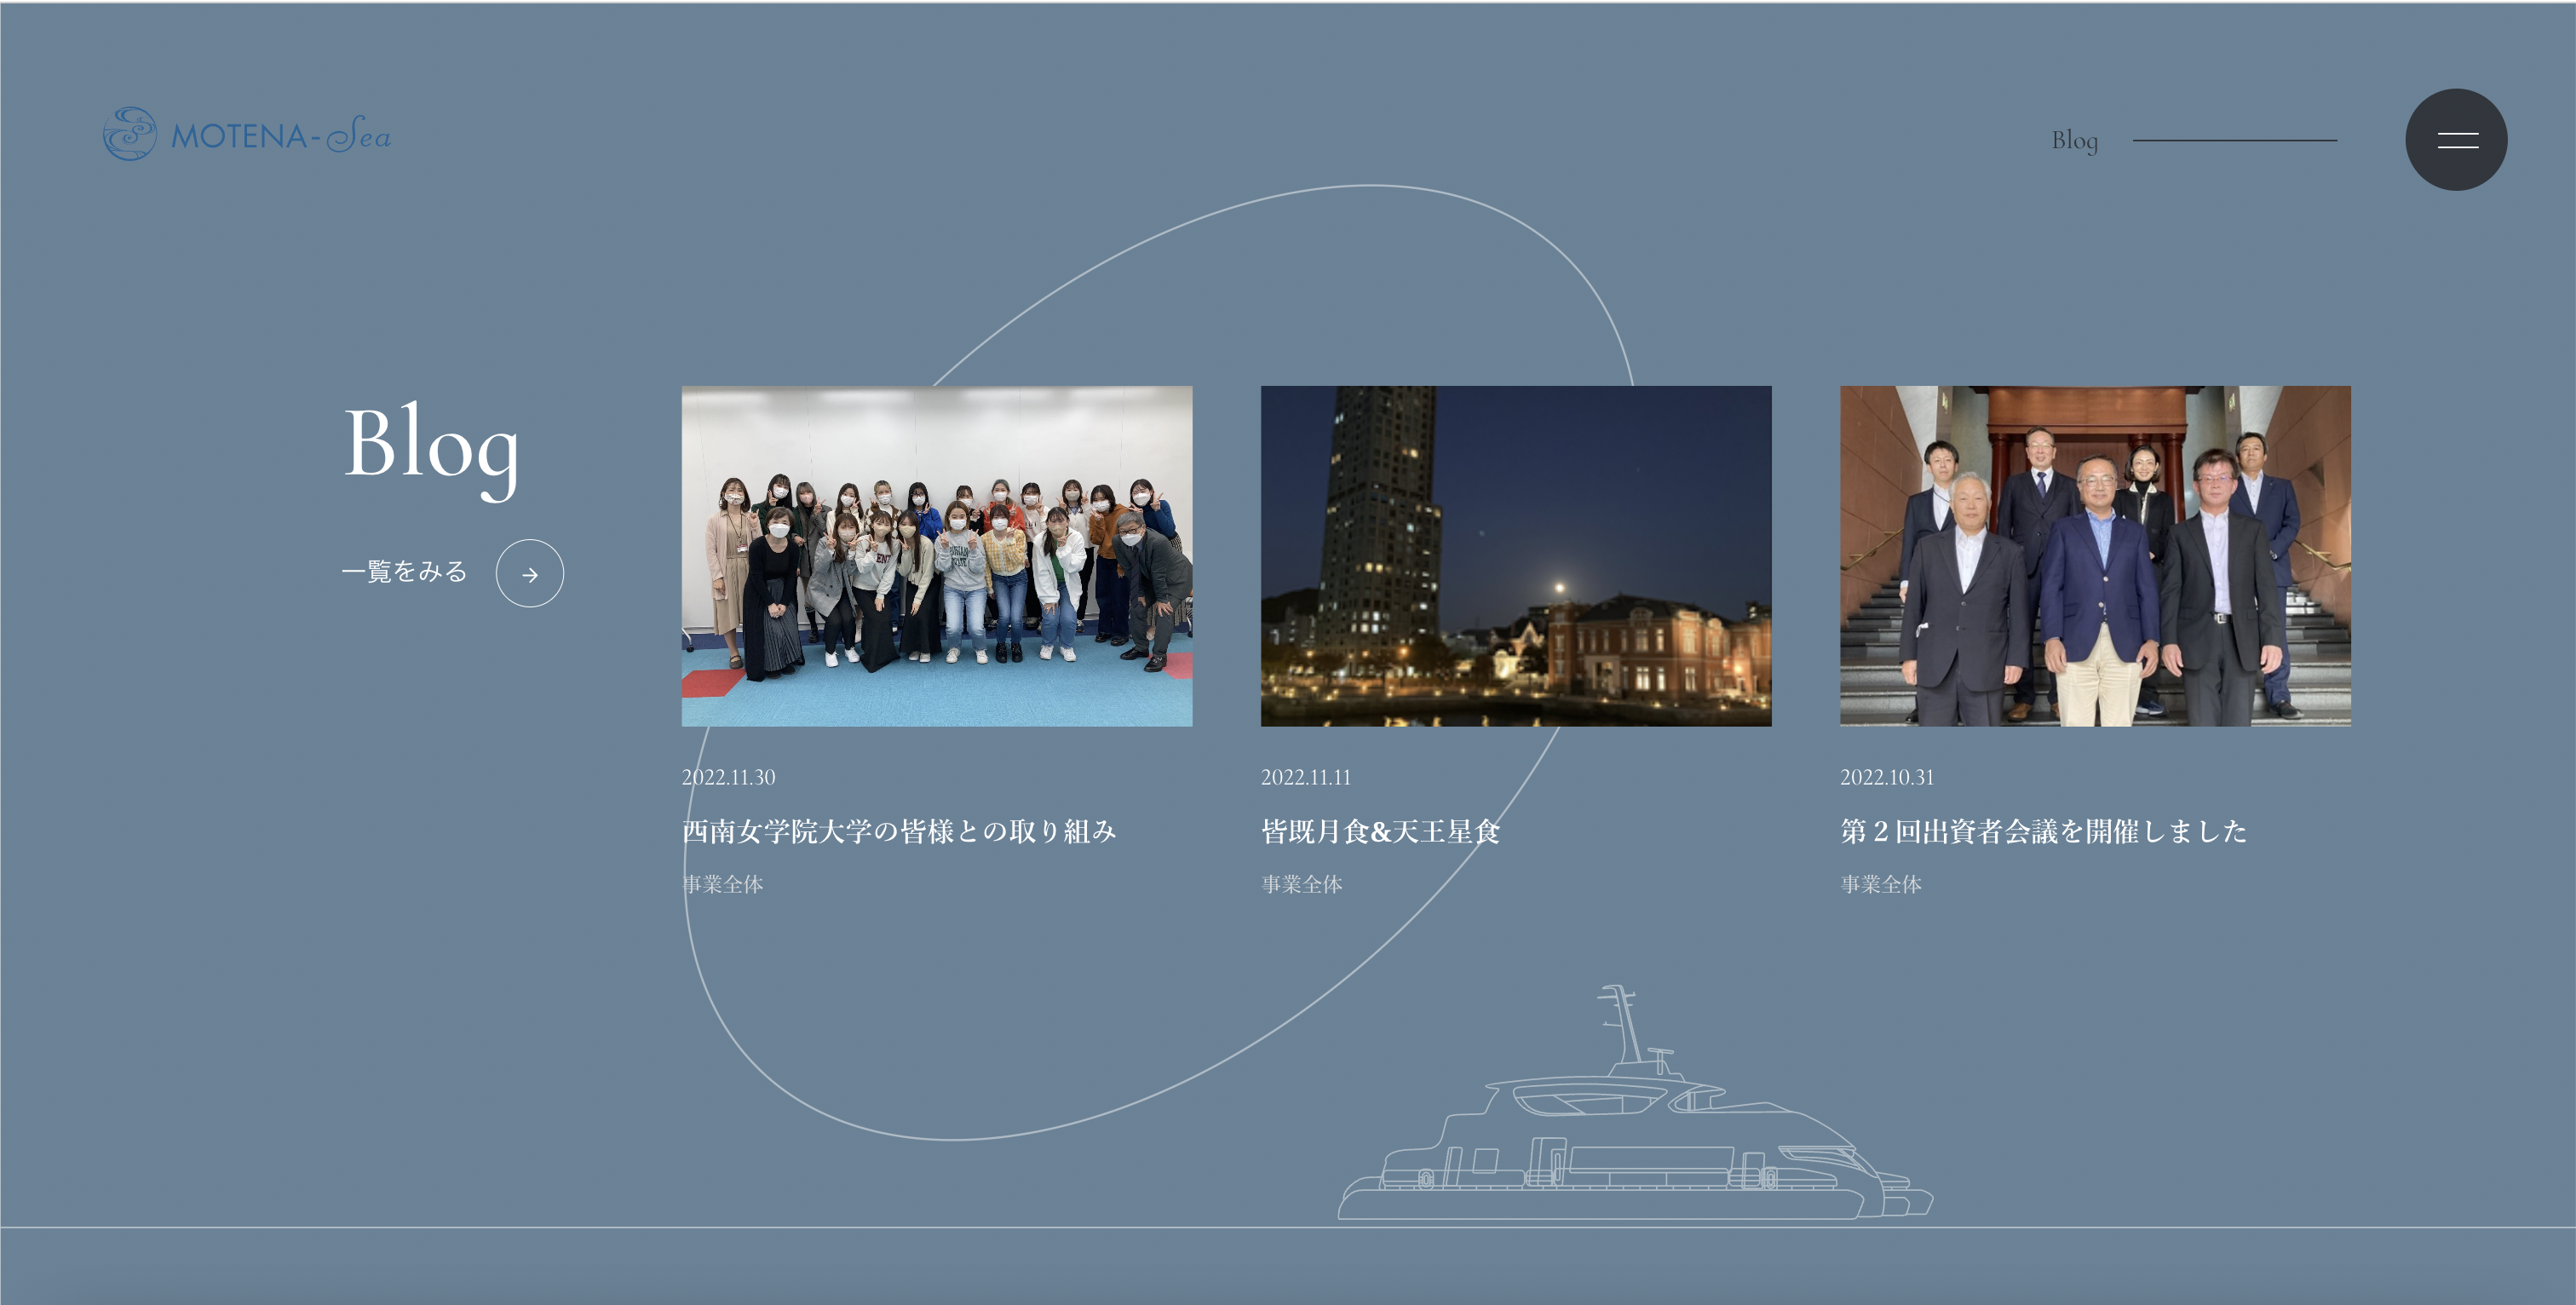 MOTENA-Sea
Blog
Blog
一覧をみる
2022.11.30
西南女学院大学の皆様との取り組み
事業全体
2022.11.11
皆既月食&天王星食
事業全体
2022.10.31
第２回出資者会議を開催しました
事業全体